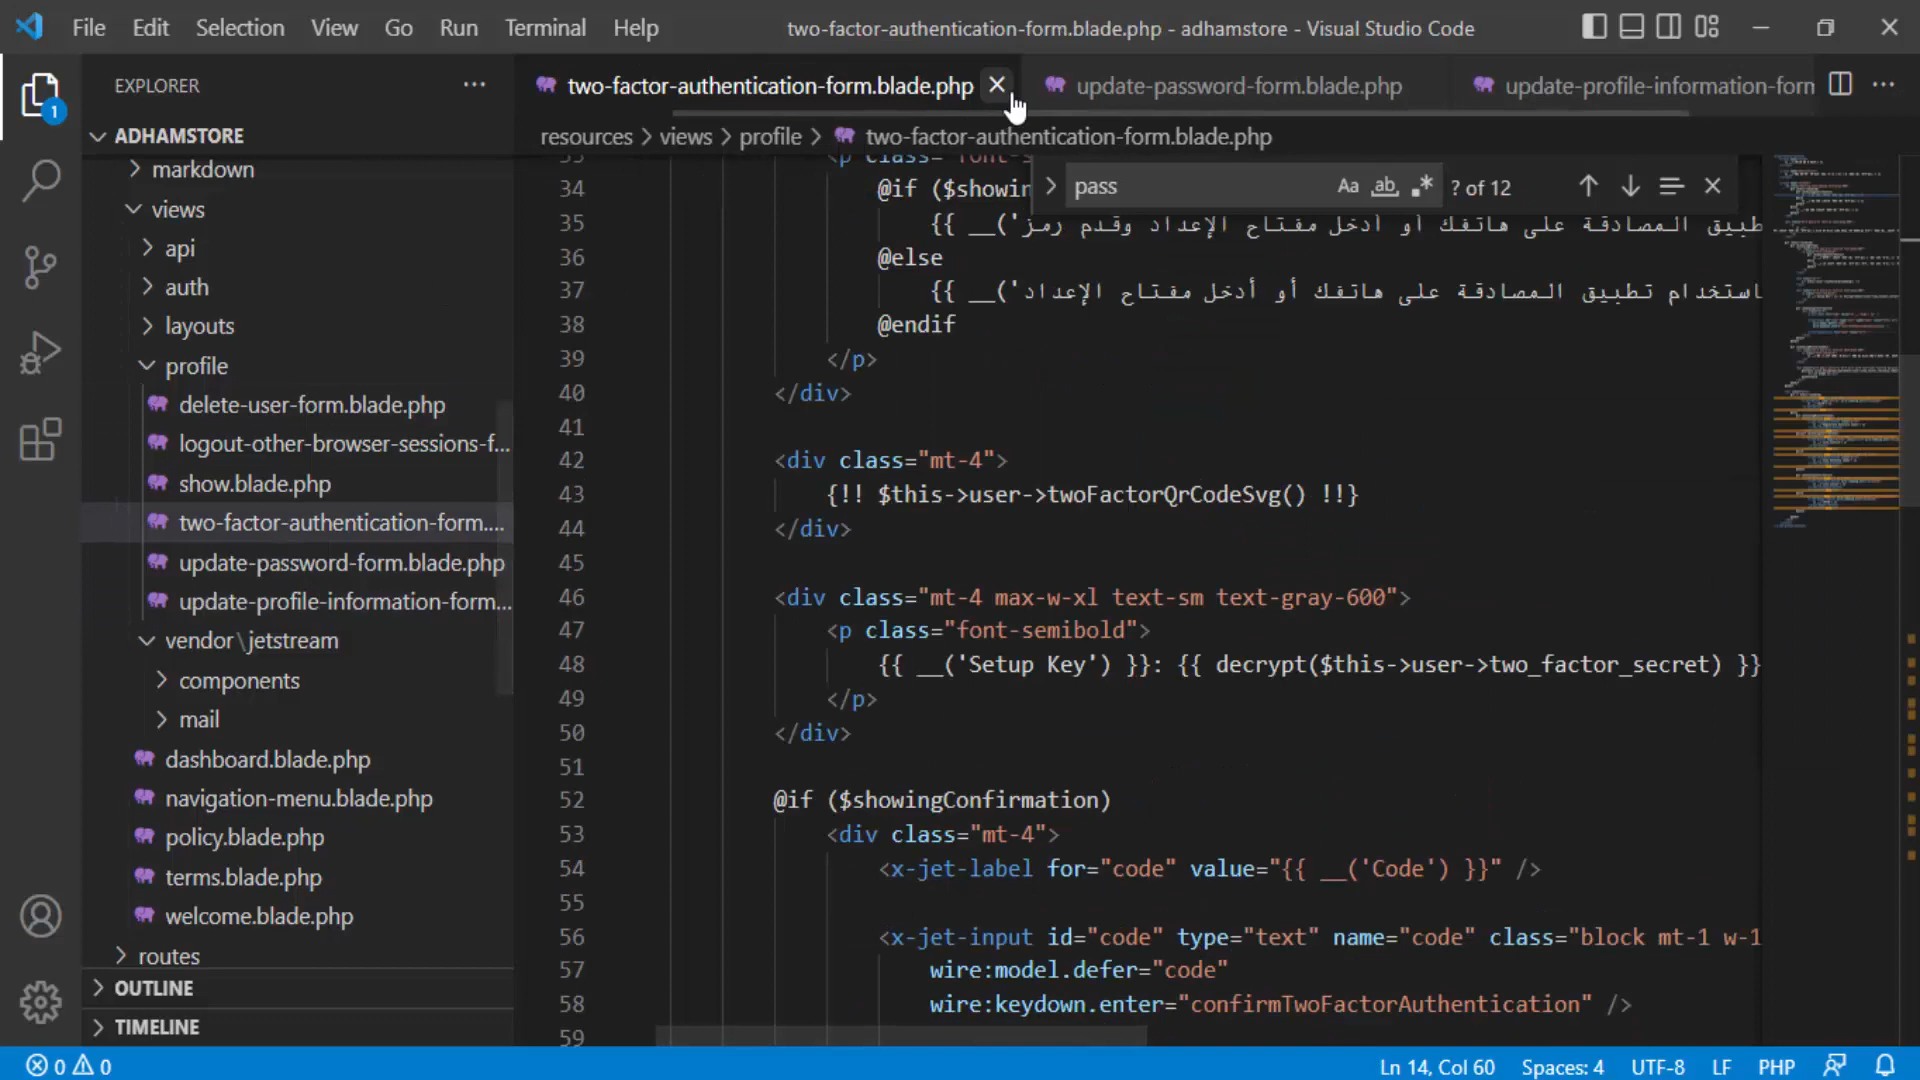 File Edit Selection View Go Run Terminal Help
two-factor-authentication-form.blade.php - adhamstore - Visual Studio Code
1
EXPLORER
two-factor-authentication-form.blade.php
update-password-form.blade.php
update-profile-information-form
ADHAMSTORE
resources > views > profile > two-factor-authentication-form.blade.php
markdown
views
api
auth
layouts
profile
delete-user-form.blade.php
logout-other-browser-sessions-f...
show.blade.php
two-factor-authentication-form....
update-password-form.blade.php
update-profile-information-form...
vendor\jetstream
components
mail
dashboard.blade.php
navigation-menu.blade.php
policy.blade.php
terms.blade.php
welcome.blade.php
routes
OUTLINE
TIMELINE
pass Aa ab ? of 12
34 @if ($showin
35 {{ __('تطبيق المصادقة على هاتفك أو أدخل مفتاح الإعداد وقدم رمز
36 @else
37 {{ __('استخدام تطبيق المصادقة على هاتفك أو أدخل مفتاح الإعداد
38 @endif
39 </p>
40 </div>
41
42 <div class="mt-4">
43 {!! $this->user->twoFactorQrCodeSvg() !!}
44 </div>
45
46 <div class="mt-4 max-w-xl text-sm text-gray-600">
47 <p class="font-semibold">
48 {{ __('Setup Key') }}: {{ decrypt($this->user->two_factor_secret) }}
49 </p>
50 </div>
51
52 @if ($showingConfirmation)
53 <div class="mt-4">
54 <x-jet-label for="code" value="{{ __('Code') }}" />
55
56 <x-jet-input id="code" type="text" name="code" class="block mt-1 w-1
57 wire:model.defer="code"
58 wire:keydown.enter="confirmTwoFactorAuthentication" />
59
0 0
Ln 14, Col 60 Spaces: 4 UTF-8 LF PHP